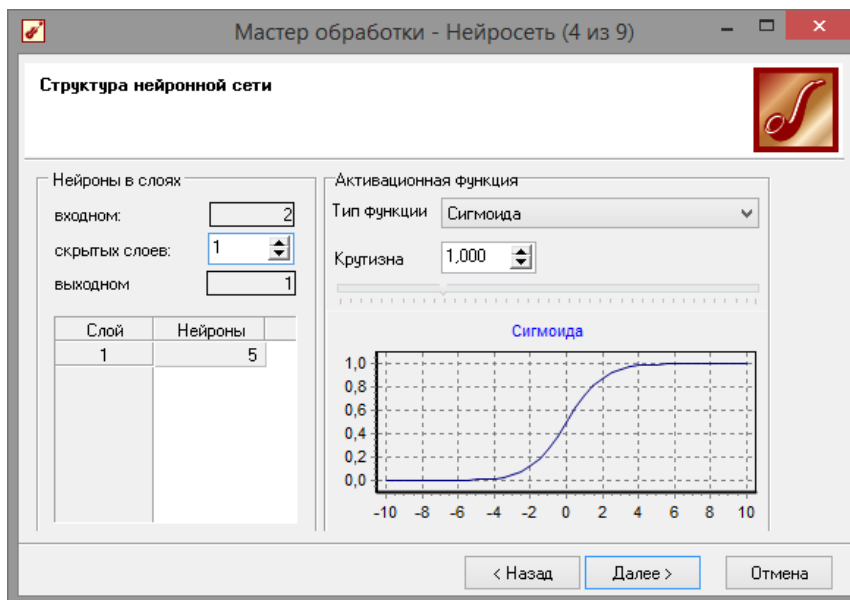 Мастер обработки - Нейросеть (4 из 9)
Структура нейронной сети
Нейроны в слоях
входном: 2
скрытых слоев: 1
выходном 1
Слой Нейроны
1 5
Активационная функция
Тип функции Сигмоида
Крутизна 1,000
Сигмоида
1,0
0,8
0,6
0,4
0,2
0,0
-10 -8 -6 -4 -2 0 2 4 6 8 10
< Назад Далее > Отмена